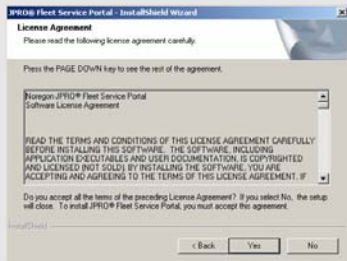 JPRO® Fleet Service Portal - InstallShield Wizard
License Agreement
Please read the following license agreement carefully.
Press the PAGE DOWN key to see the rest of the agreement.
Noregon JPRO® Fleet Service Portal
Software License Agreement
READ THE TERMS AND CONDITIONS OF THIS LICENSE AGREEMENT CAREFULLY
BEFORE INSTALLING THIS SOFTWARE. THE SOFTWARE, INCLUDING
APPLICATION EXECUTABLES AND USER DOCUMENTATION, IS COPYRIGHTED
AND LICENSED (NOT SOLD). BY INSTALLING THE SOFTWARE, YOU ARE
ACCEPTING AND AGREEING TO THE TERMS OF THIS LICENSE AGREEMENT. IF
Do you accept all the terms of the preceding License Agreement? If you select No, the setup
will close. To install JPRO® Fleet Service Portal, you must accept this agreement.
InstallShield
< Back Yes No